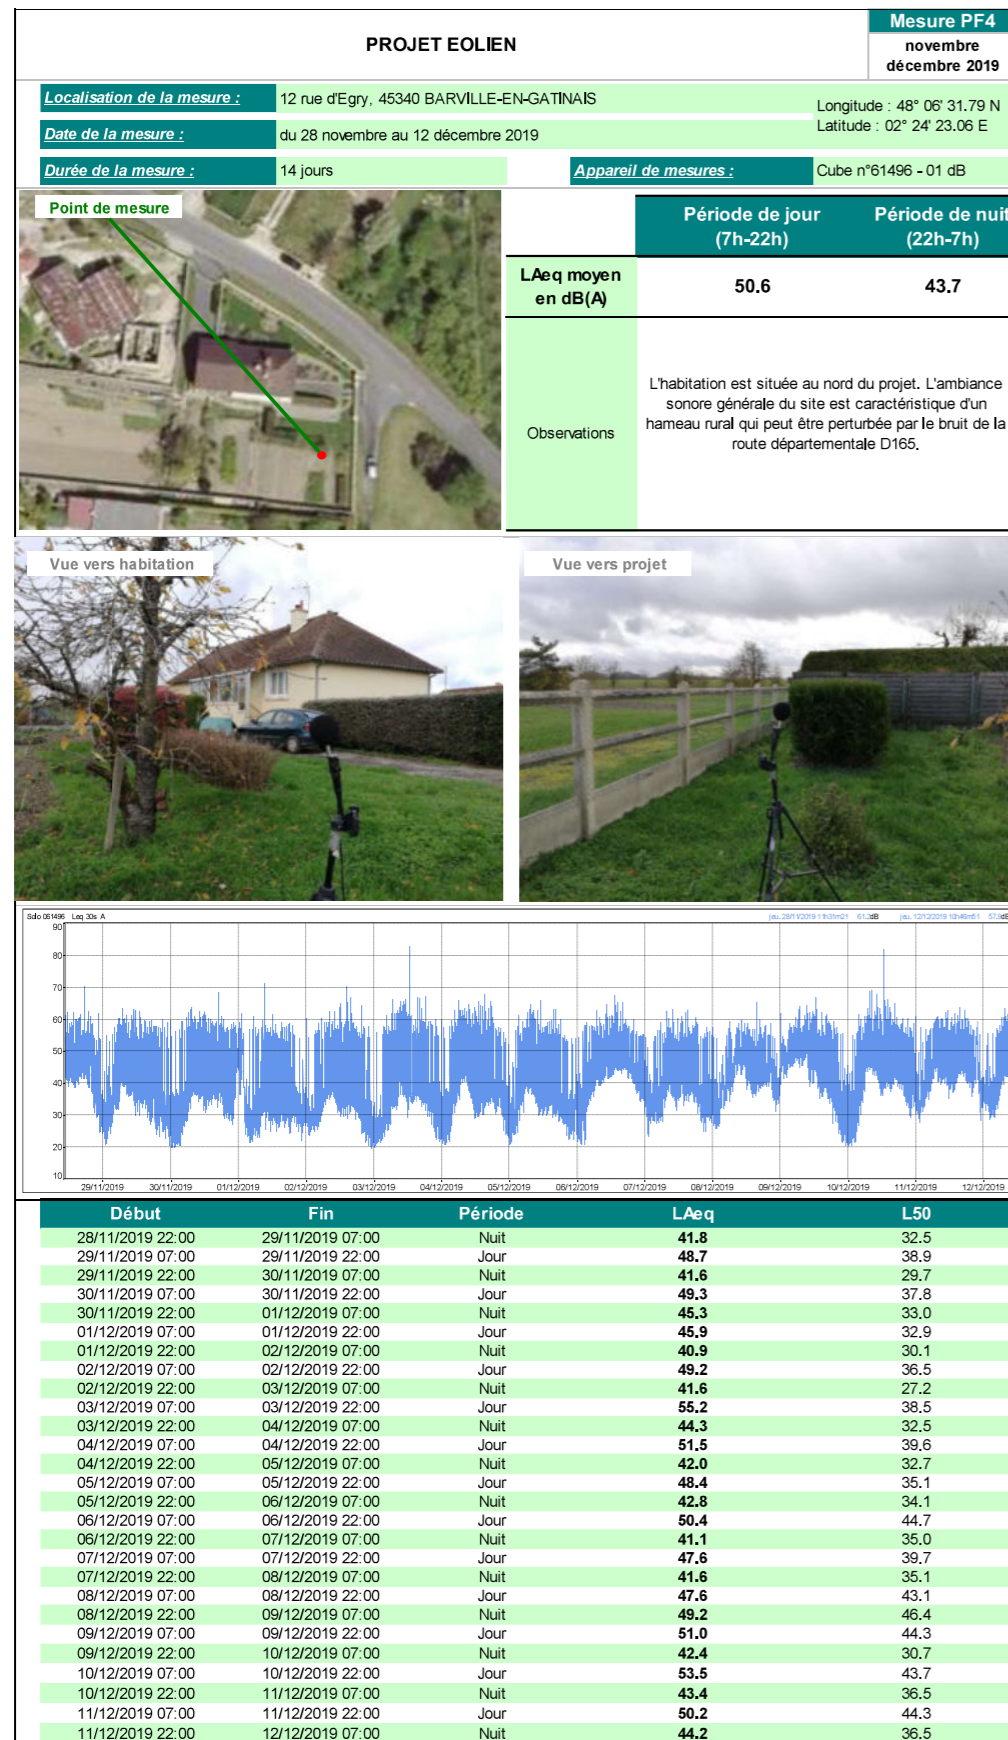 PROJET EOLIEN
Mesure PF4
novembre
décembre 2019
Localisation de la mesure :
12 rue d'Egry, 45340 BARVILLE-EN-GATINAIS
Longitude : 48° 06' 31.79 N
Latitude : 02° 24' 23.06 E
Date de la mesure :
du 28 novembre au 12 décembre 2019
Durée de la mesure :
14 jours
Appareil de mesures :
Cube n°61496 - 01 dB
Point de mesure
Période de jour
(7h-22h)
Période de nuit
(22h-7h)
LAeq moyen
en dB(A)
50.6
43.7
Observations
L'habitation est située au nord du projet. L'ambiance
sonore générale du site est caractéristique d'un
hameau rural qui peut être perturbée par le bruit de la
route départementale D165.
Vue vers habitation
Vue vers projet
Solo 061496 Leq 30s A
jeu. 28/11/2019 11h31m21 61.2dB jeu. 12/12/2019 10h46m51 57.9dB
90
80
70
60
50
40
30
20
10
29/11/2019 30/11/2019 01/12/2019 02/12/2019 03/12/2019 04/12/2019 05/12/2019 06/12/2019 07/12/2019 08/12/2019 09/12/2019 10/12/2019 11/12/2019 12/12/2019
Début Fin Période LAeq L50
28/11/2019 22:00 29/11/2019 07:00 Nuit 41.8 32.5
29/11/2019 07:00 29/11/2019 22:00 Jour 48.7 38.9
29/11/2019 22:00 30/11/2019 07:00 Nuit 41.6 29.7
30/11/2019 07:00 30/11/2019 22:00 Jour 49.3 37.8
30/11/2019 22:00 01/12/2019 07:00 Nuit 45.3 33.0
01/12/2019 07:00 01/12/2019 22:00 Jour 45.9 32.9
01/12/2019 22:00 02/12/2019 07:00 Nuit 40.9 30.1
02/12/2019 07:00 02/12/2019 22:00 Jour 49.2 36.5
02/12/2019 22:00 03/12/2019 07:00 Nuit 41.6 27.2
03/12/2019 07:00 03/12/2019 22:00 Jour 55.2 38.5
03/12/2019 22:00 04/12/2019 07:00 Nuit 44.3 32.5
04/12/2019 07:00 04/12/2019 22:00 Jour 51.5 39.6
04/12/2019 22:00 05/12/2019 07:00 Nuit 42.0 32.7
05/12/2019 07:00 05/12/2019 22:00 Jour 48.4 35.1
05/12/2019 22:00 06/12/2019 07:00 Nuit 42.8 34.1
06/12/2019 07:00 06/12/2019 22:00 Jour 50.4 44.7
06/12/2019 22:00 07/12/2019 07:00 Nuit 41.1 35.0
07/12/2019 07:00 07/12/2019 22:00 Jour 47.6 39.7
07/12/2019 22:00 08/12/2019 07:00 Nuit 41.6 35.1
08/12/2019 07:00 08/12/2019 22:00 Jour 47.6 43.1
08/12/2019 22:00 09/12/2019 07:00 Nuit 49.2 46.4
09/12/2019 07:00 09/12/2019 22:00 Jour 51.0 44.3
09/12/2019 22:00 10/12/2019 07:00 Nuit 42.4 30.7
10/12/2019 07:00 10/12/2019 22:00 Jour 53.5 43.7
10/12/2019 22:00 11/12/2019 07:00 Nuit 43.4 36.5
11/12/2019 07:00 11/12/2019 22:00 Jour 50.2 44.3
11/12/2019 22:00 12/12/2019 07:00 Nuit 44.2 36.5